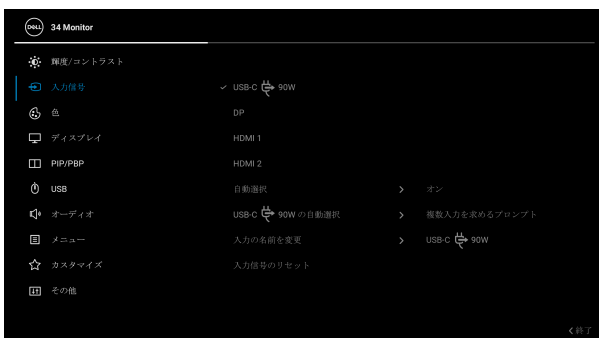 DELL 34 Monitor
輝度/コントラスト
入力信号 USB-C 90W
色 DP
ディスプレイ HDMI 1
PIP/PBP HDMI 2
USB 自動選択 オン
オーディオ USB-C 90W の自動選択 複数入力を求めるプロンプト
メニュー 入力の名前を変更 USB-C 90W
カスタマイズ 入力信号のリセット
その他
終了